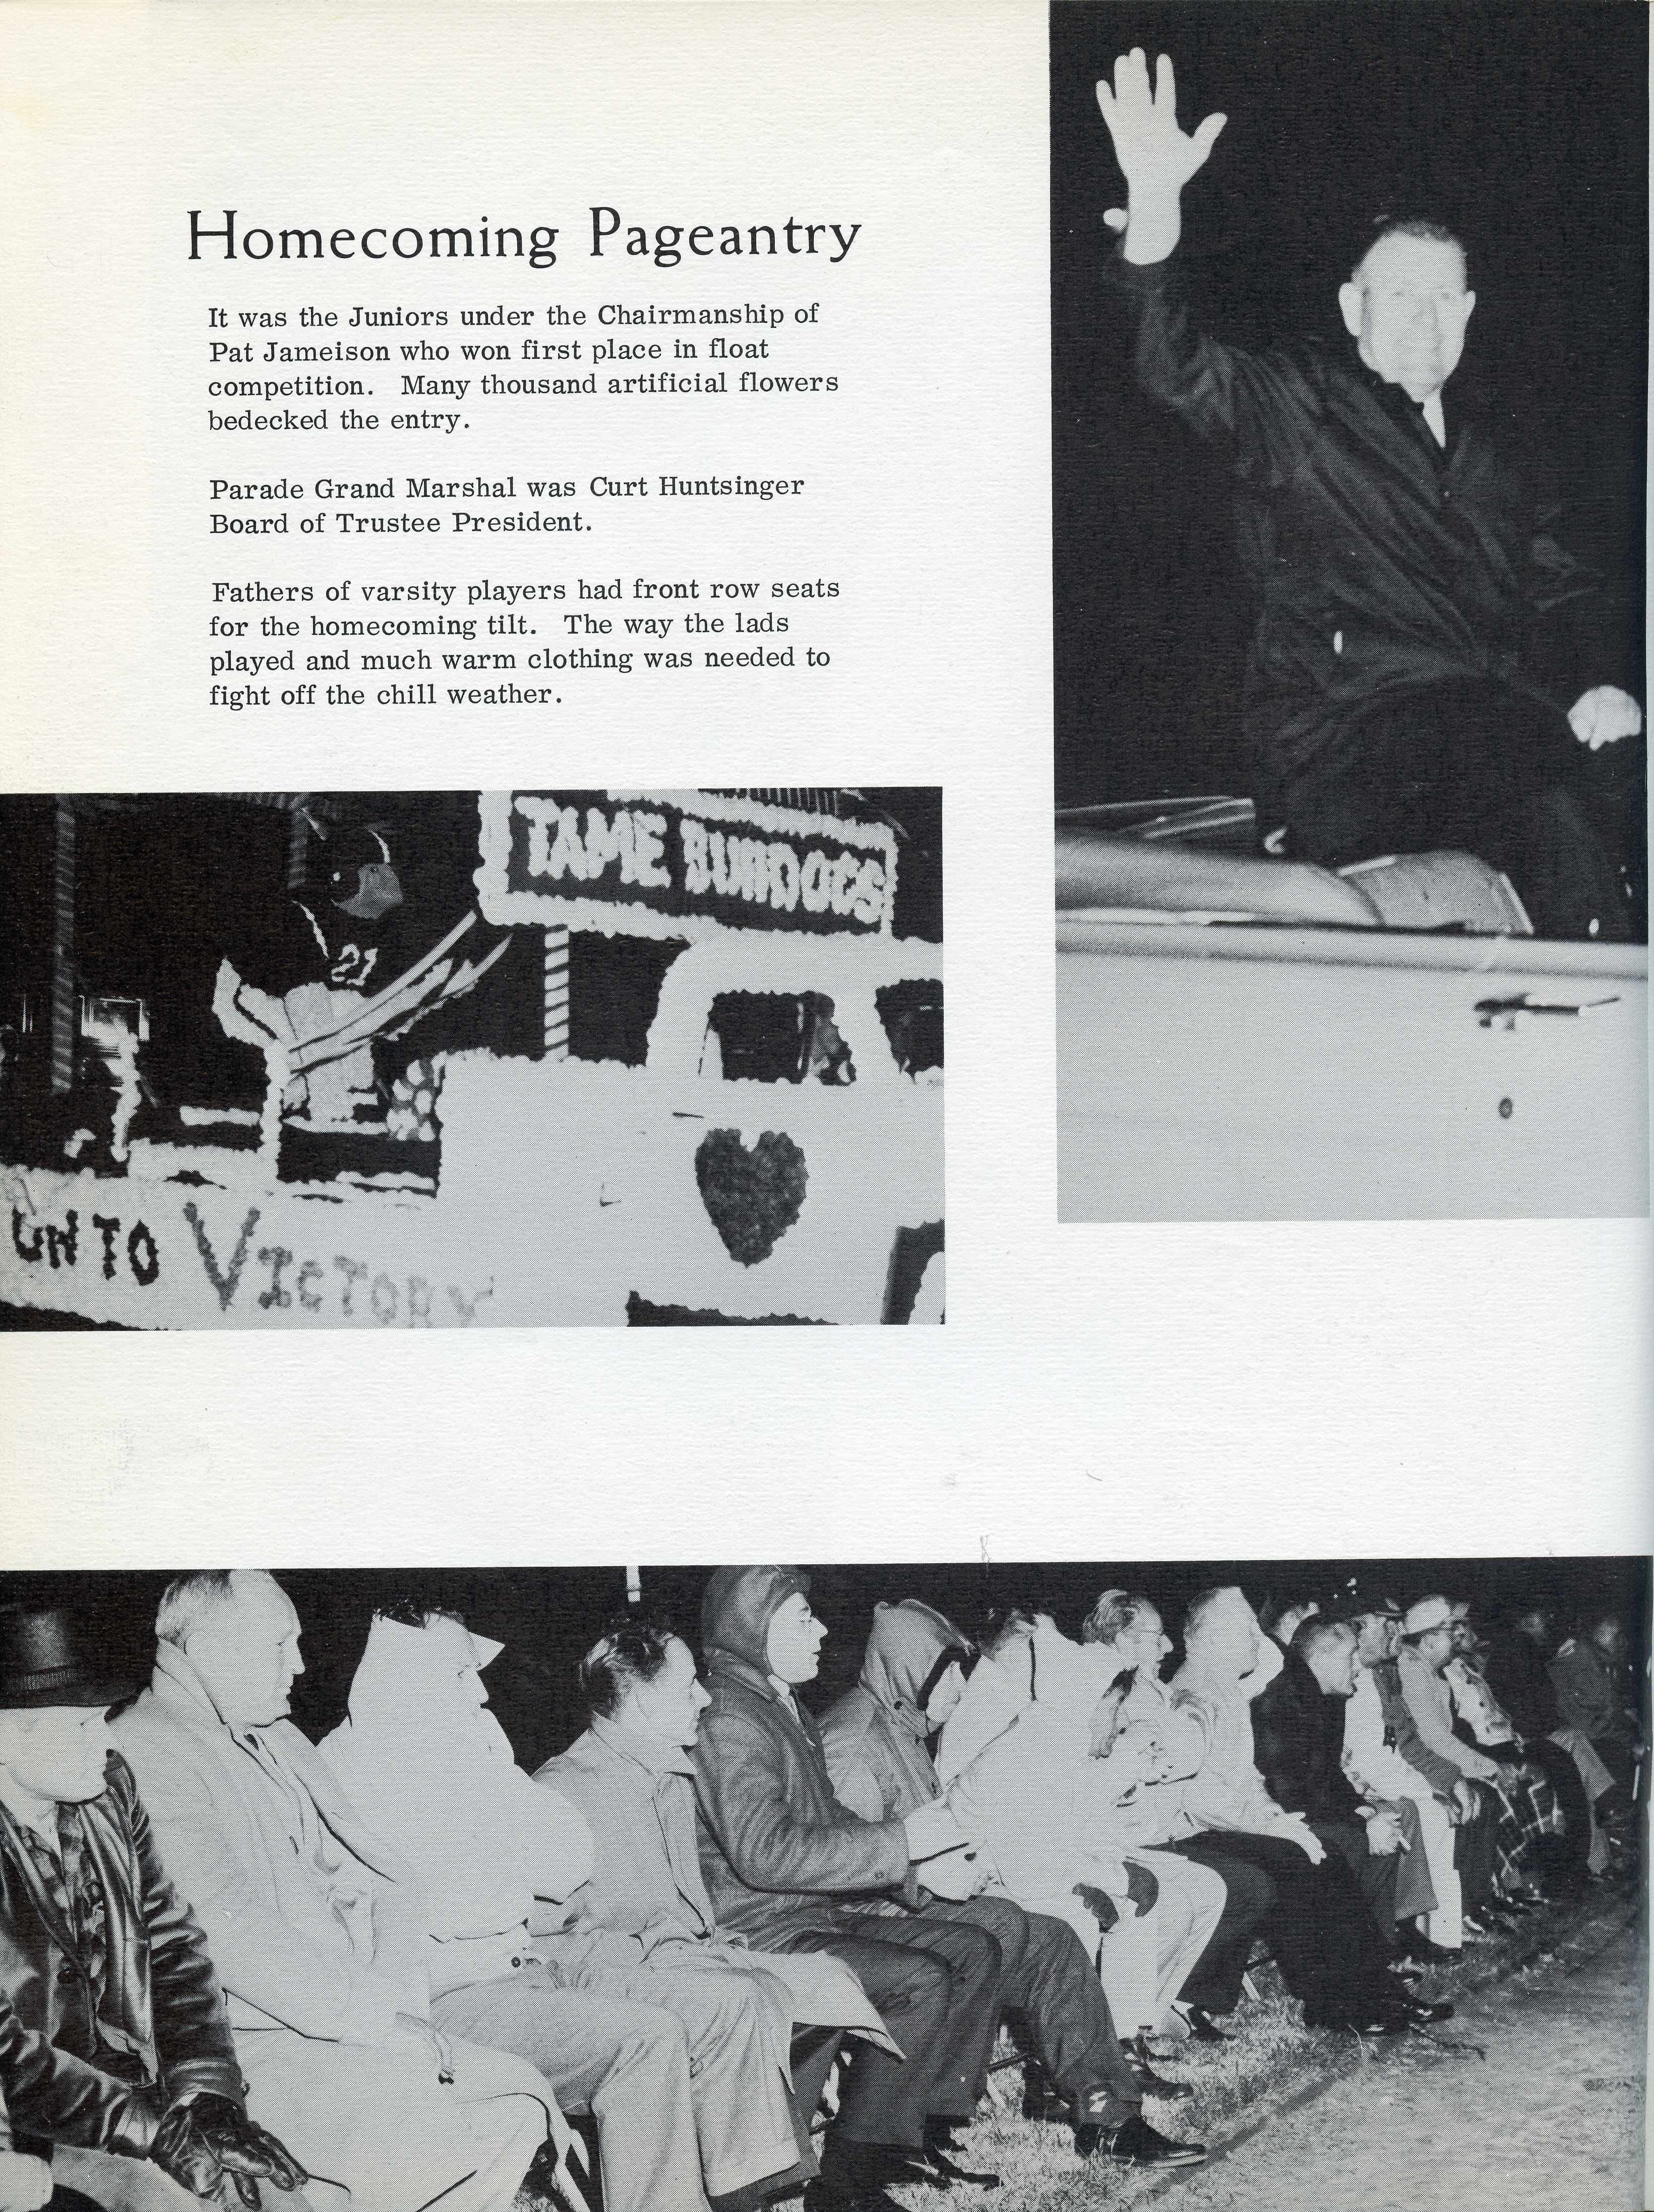 Homecoming Pageantry
It was the Juniors under the Chairmanship of
Pat Jameison who won first place in float
competition. Many thousand artificial flowers
bedecked the entry.
Parade Grand Marshal was Curt Huntsinger
Board of Trustee President.
Fathers of varsity players had front row seats
for the homecoming tilt. The way the lads
played and much warm clothing was needed to
fight off the chill weather.
TAME BURDOGS
21
ON TO VICTORY